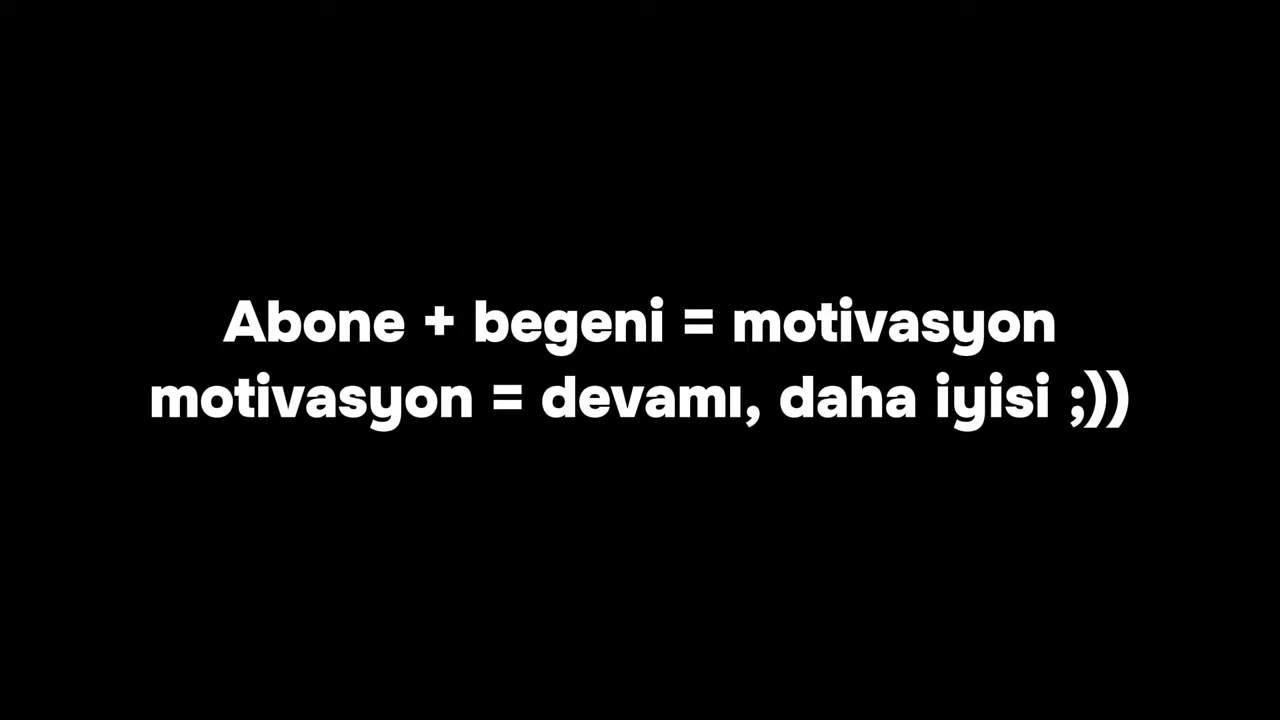 Abone + begeni = motivasyon
motivasyon = devamı, daha iyisi ;))